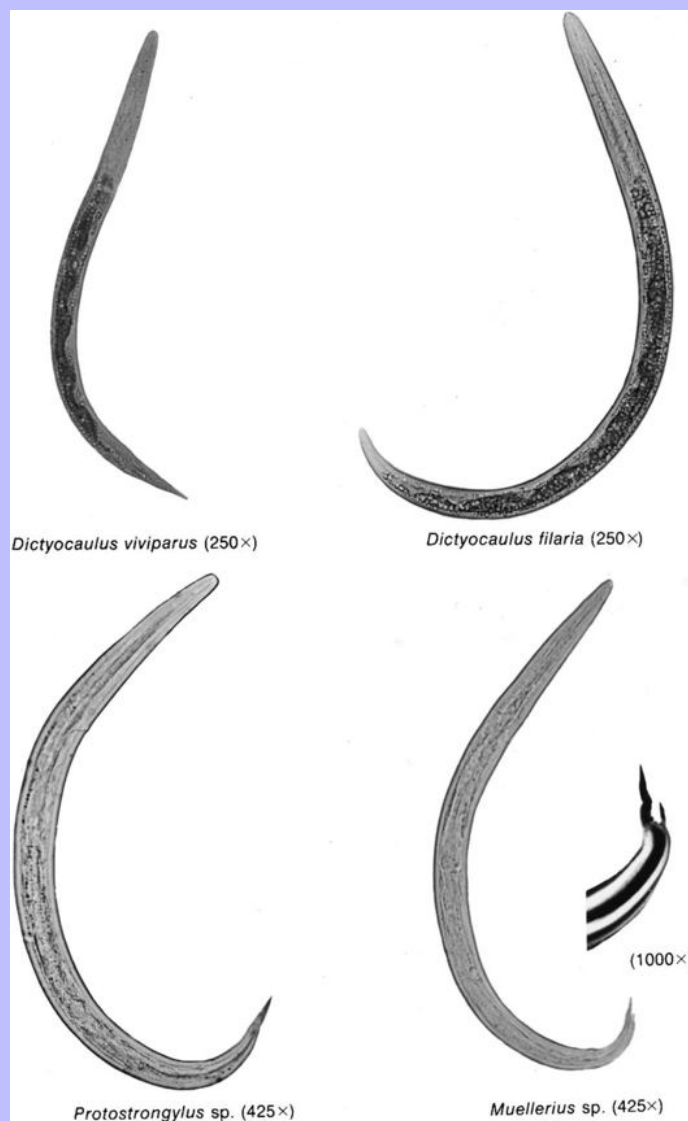 Dictyocaulus viviparus (250×)
Dictyocaulus filaria (250×)
(1000×
Protostrongylus sp. (425×)
Muellerius sp. (425×)